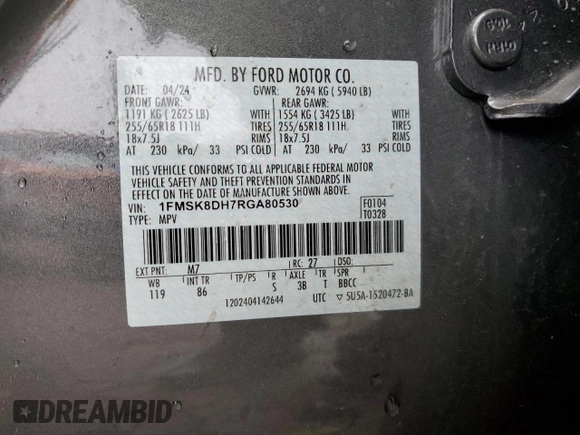 MFD. BY FORD MOTOR CO.
DATE: 04/24 GVWR: 2694 KG ( 5940 LB)
FRONT GAWR: REAR GAWR:
1191 KG ( 2625 LB) WITH 1554 KG ( 3425 LB) WITH
255/65R18 111H TIRES 255/65R18 111H TIRES
18x7.5J RIMS 18x7.5J RIMS
AT 230 kPa/ 33 PSI COLD AT 230 kPa/ 33 PSI COLD
THIS VEHICLE CONFORMS TO ALL APPLICABLE FEDERAL MOTOR
VEHICLE SAFETY AND THEFT PREVENTION STANDARDS IN
EFFECT ON THE DATE OF MANUFACTURE SHOWN ABOVE.
VIN: 1FMSK8DH7RGA80530 F0104
TYPE: MPV T0328
EXT PNT: M7 RC: 27 DSO:
WB INT TR TP/PS R AXLE TR SPR
119 86 S 3B T BBCC
1202404142644 UTC ▽ 5U5A-1520472-BA
DREAMBID